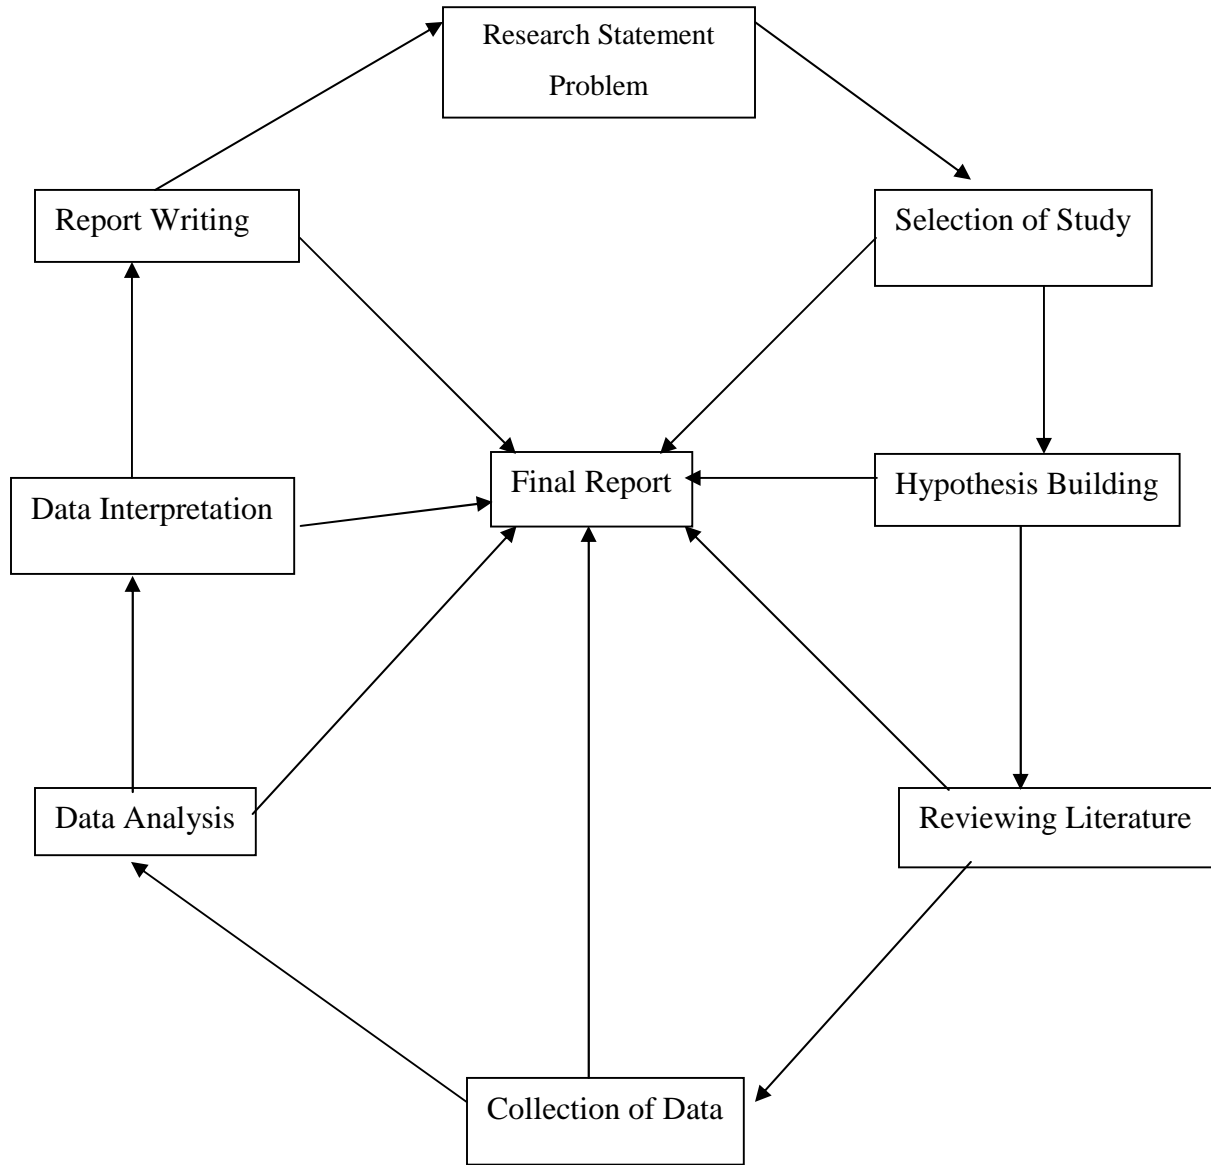 Research Statement
Problem
Report Writing
Selection of Study
Final Report
Hypothesis Building
Data Interpretation
Data Analysis
Reviewing Literature
Collection of Data